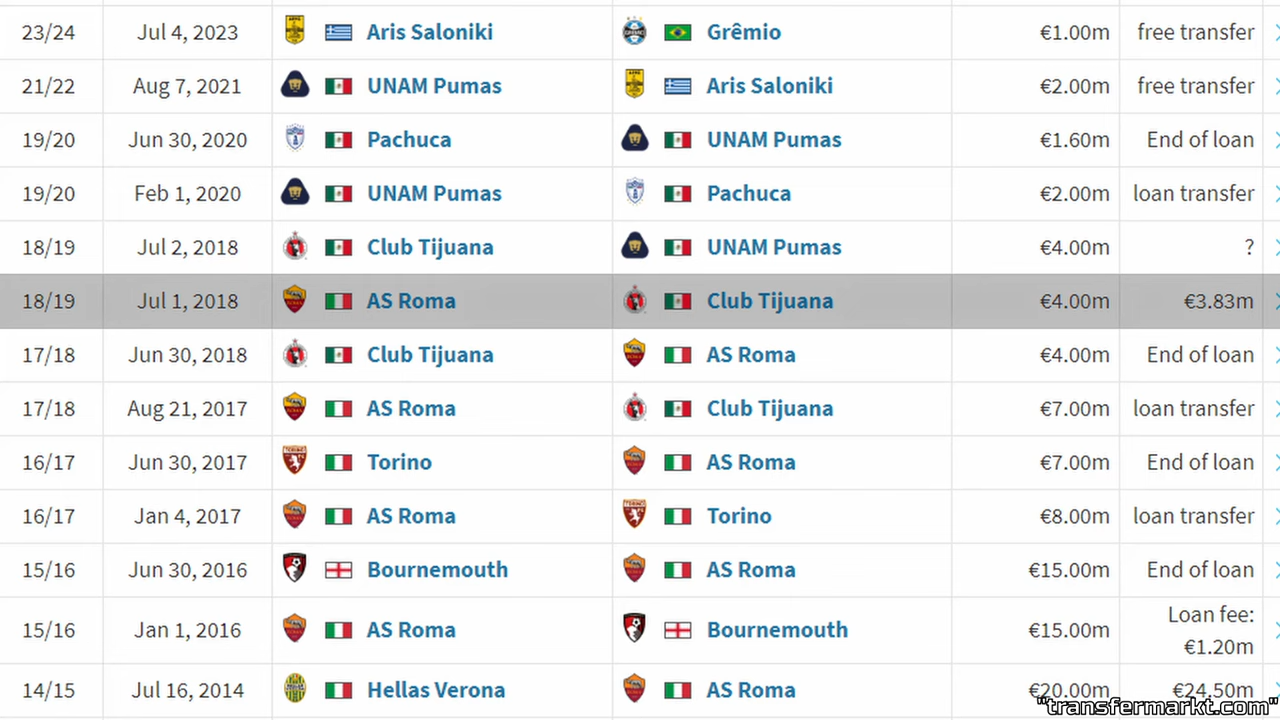 23/24 Jul 4, 2023 Aris Saloniki Grêmio €1.00m free transfer
21/22 Aug 7, 2021 UNAM Pumas Aris Saloniki €2.00m free transfer
19/20 Jun 30, 2020 Pachuca UNAM Pumas €1.60m End of loan
19/20 Feb 1, 2020 UNAM Pumas Pachuca €2.00m loan transfer
18/19 Jul 2, 2018 Club Tijuana UNAM Pumas €4.00m ?
18/19 Jul 1, 2018 AS Roma Club Tijuana €4.00m €3.83m
17/18 Jun 30, 2018 Club Tijuana AS Roma €4.00m End of loan
17/18 Aug 21, 2017 AS Roma Club Tijuana €7.00m loan transfer
16/17 Jun 30, 2017 Torino AS Roma €7.00m End of loan
16/17 Jan 4, 2017 AS Roma Torino €8.00m loan transfer
15/16 Jun 30, 2016 Bournemouth AS Roma €15.00m End of loan
15/16 Jan 1, 2016 AS Roma Bournemouth €15.00m Loan fee:
€1.20m
14/15 Jul 16, 2014 Hellas Verona AS Roma €20.00m €24.50m
"transfermarkt.com"